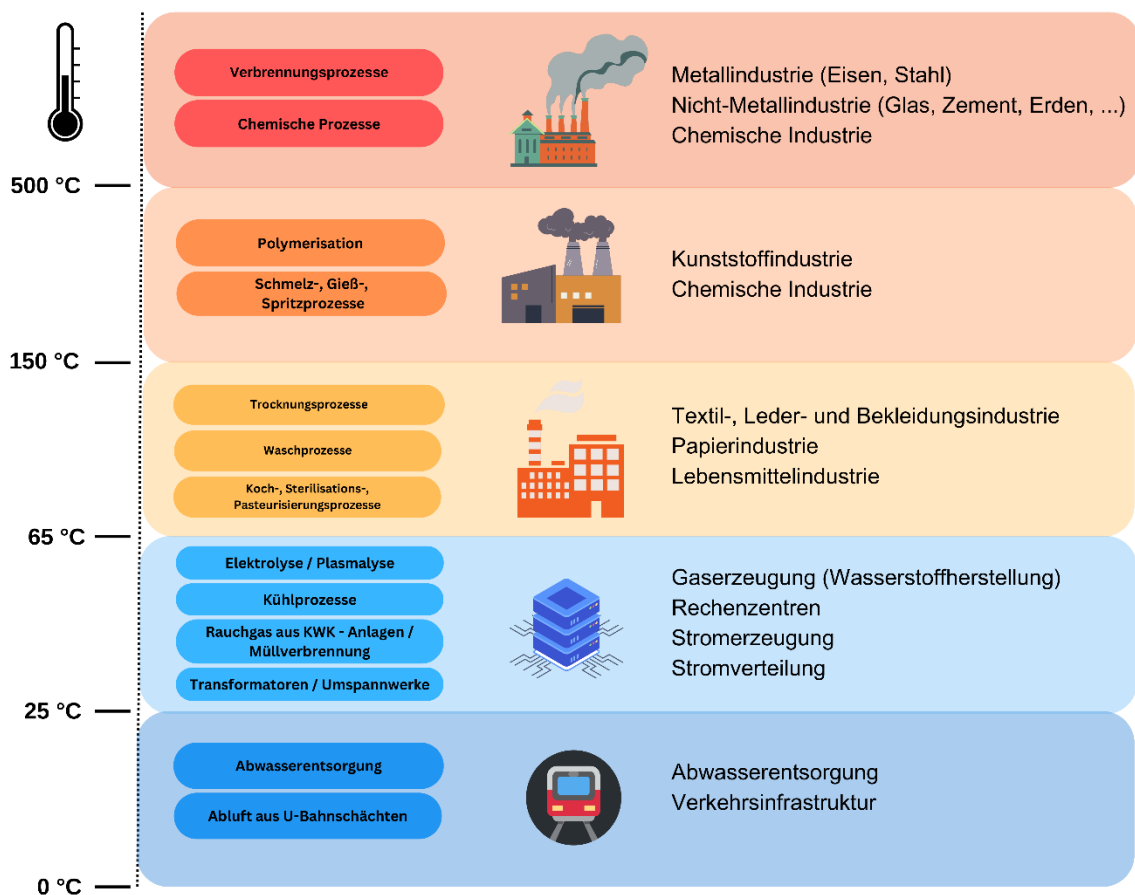 Verbrennungsprozesse
Chemische Prozesse
Metallindustrie (Eisen, Stahl)
Nicht-Metallindustrie (Glas, Zement, Erden, ...)
Chemische Industrie
500 °C
Polymerisation
Schmelz-, Gieß-,
Spritzprozesse
Kunststoffindustrie
Chemische Industrie
150 °C
Trocknungsprozesse
Waschprozesse
Koch-, Sterilisations-,
Pasteurisierungsprozesse
Textil-, Leder- und Bekleidungsindustrie
Papierindustrie
Lebensmittelindustrie
65 °C
Elektrolyse / Plasmalyse
Kühlprozesse
Rauchgas aus KWK - Anlagen /
Müllverbrennung
Transformatoren / Umspannwerke
Gaserzeugung (Wasserstoffherstellung)
Rechenzentren
Stromerzeugung
Stromverteilung
25 °C
Abwasserentsorgung
Abluft aus U-Bahnschächten
Abwasserentsorgung
Verkehrsinfrastruktur
0 °C